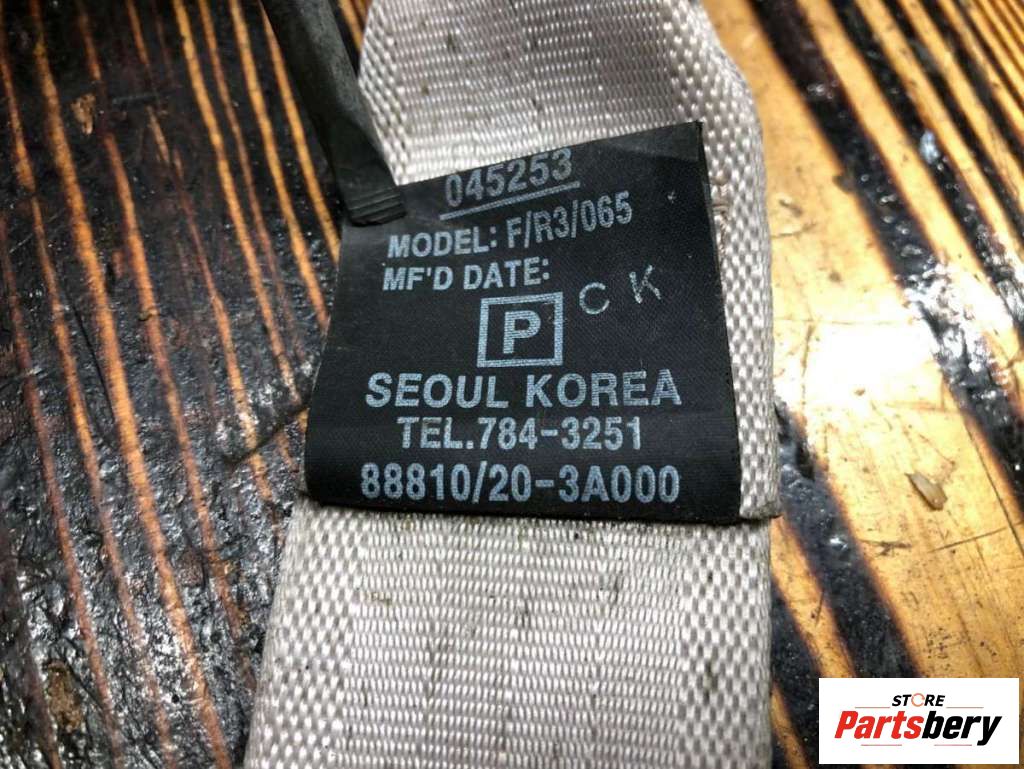 045253
MODEL: F/R3/065
MF'D DATE:
C K
P
SEOUL KOREA
TEL.784-3251
88810/20-3A000
STORE
Partsbery